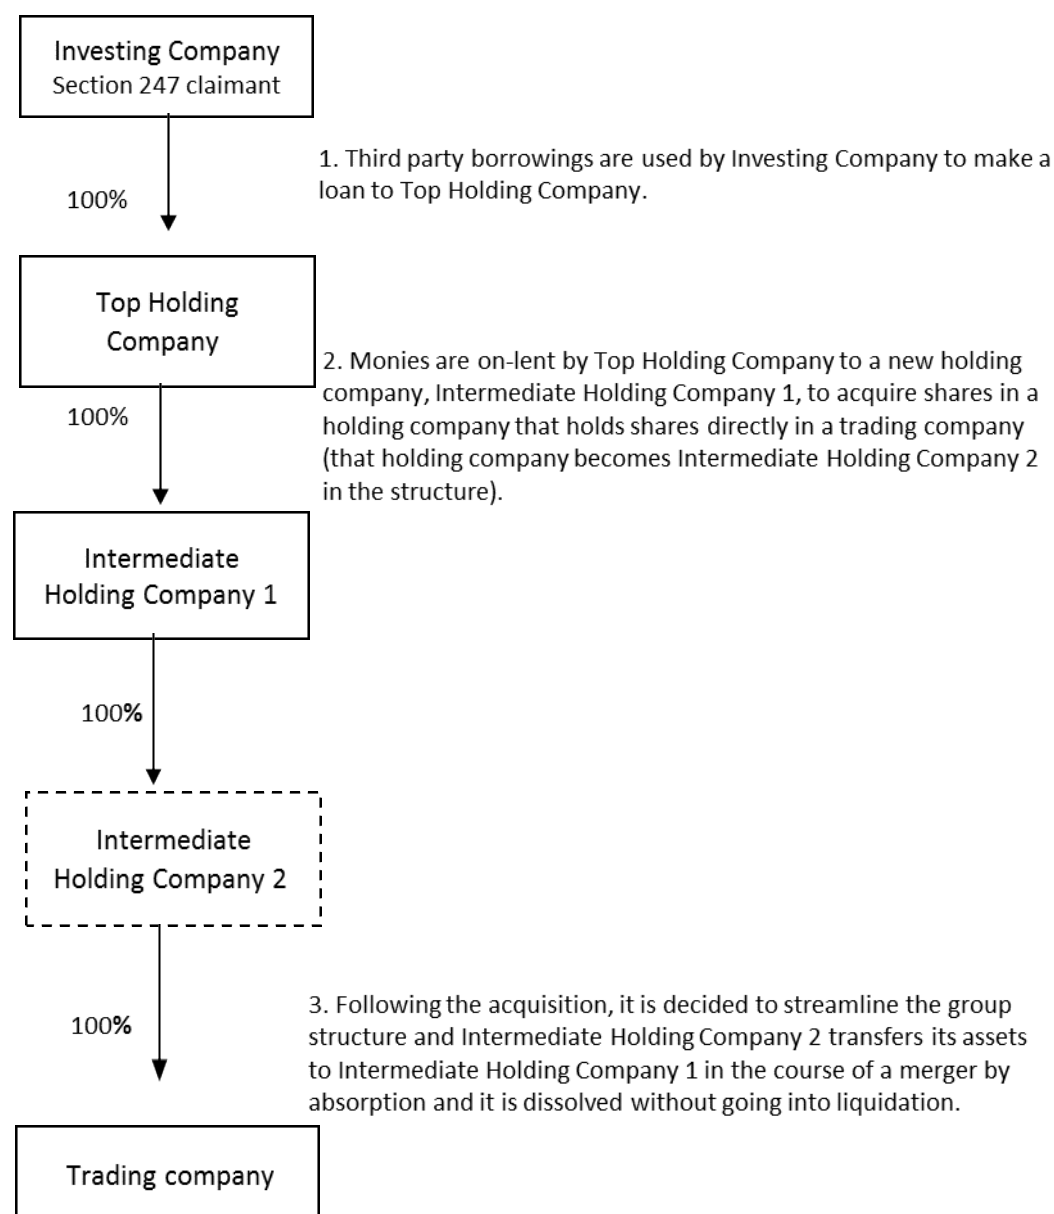 Investing Company
Section 247 claimant
1. Third party borrowings are used by Investing Company to make a
loan to Top Holding Company.
100%
Top Holding
Company
2. Monies are on-lent by Top Holding Company to a new holding
company, Intermediate Holding Company 1, to acquire shares in a
holding company that holds shares directly in a trading company
(that holding company becomes Intermediate Holding Company 2
in the structure).
100%
Intermediate
Holding Company 1
100%
Intermediate
Holding Company 2
3. Following the acquisition, it is decided to streamline the group
structure and Intermediate Holding Company 2 transfers its assets
to Intermediate Holding Company 1 in the course of a merger by
absorption and it is dissolved without going into liquidation.
100%
Trading company